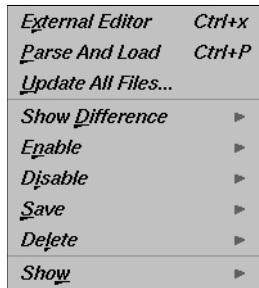 External Editor Ctrl+x
Parse And Load Ctrl+P
Update All Files...
Show Difference
Enable
Disable
Save
Delete
Show